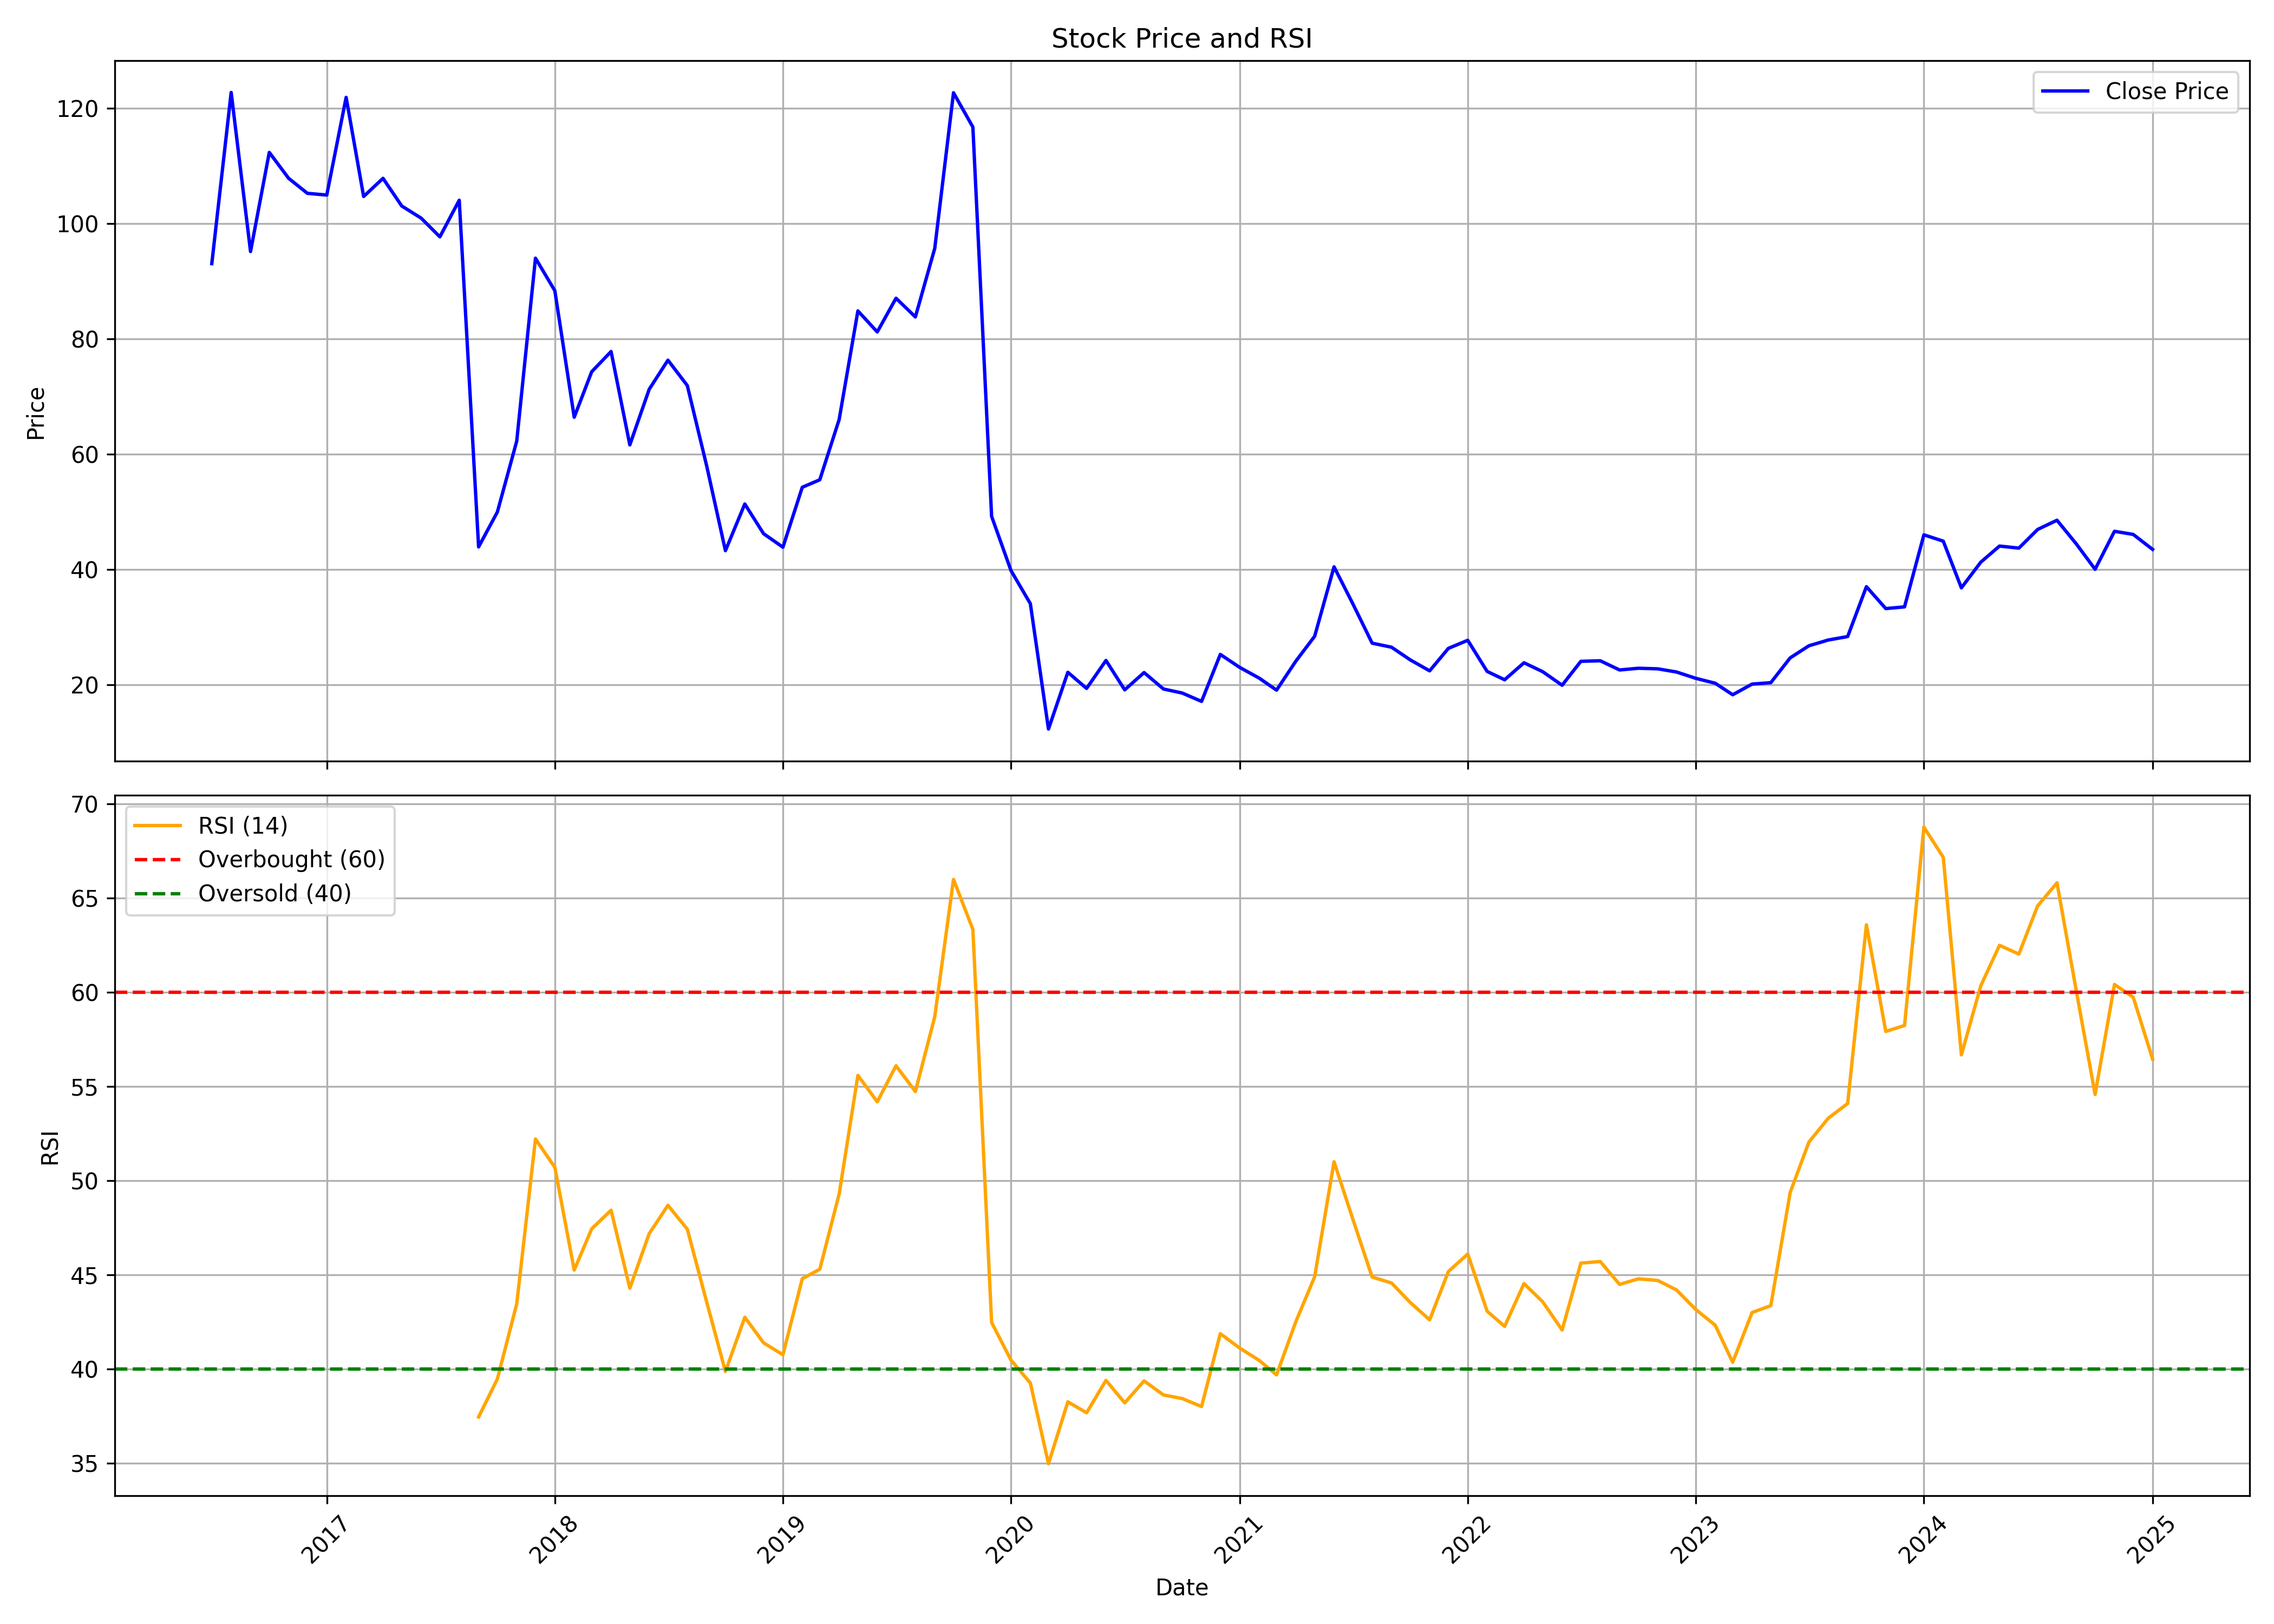 Stock Price and RSI
Close Price
120
100
80
60
40
20
Price
70
65
60
55
50
45
40
35
RSI
RSI (14)
Overbought (60)
Oversold (40)
2017
2018
2019
2020
2021
2022
2023
2024
2025
Date